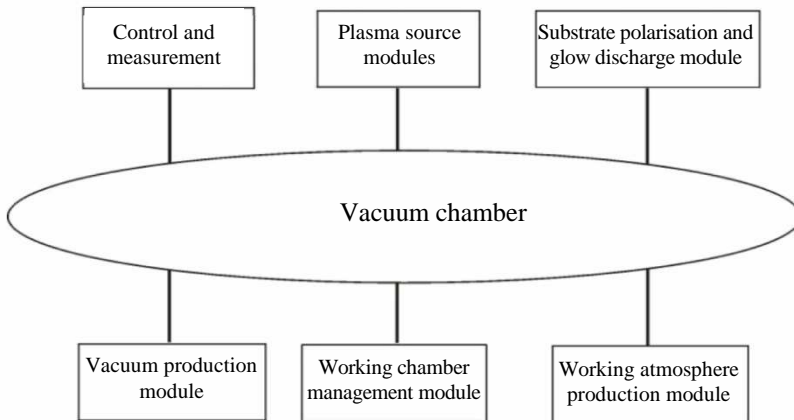 Control and
measurement
Plasma source
modules
Substrate polarisation and
glow discharge module
Vacuum chamber
Vacuum production
module
Working chamber
management module
Working atmosphere
production module